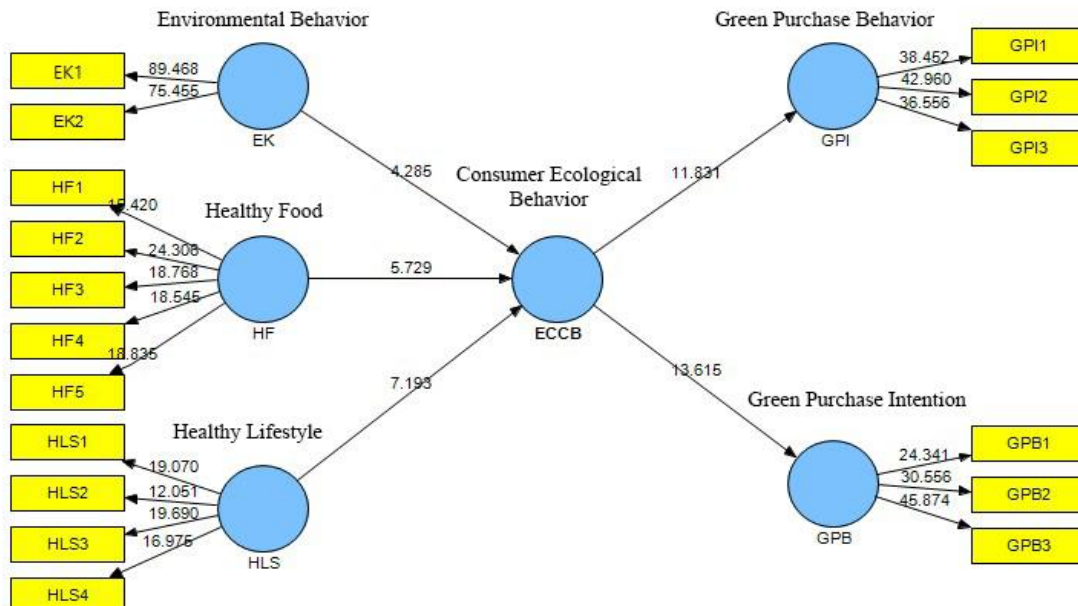 Environmental Behavior
Green Purchase Behavior
EK1
EK2
89.468
75.455
EK
GPI1
GPI2
GPI3
38.452
42.960
36.556
GPI
4.285
11.831
Consumer Ecological
Behavior
HF1
HF2
HF3
HF4
HF5
15.420
24.306
18.768
18.545
18.835
Healthy Food
HF
5.729
ECCB
7.193
13.615
Healthy Lifestyle
HLS1
HLS2
HLS3
HLS4
19.070
12.051
19.690
16.975
HLS
Green Purchase Intention
GPB1
GPB2
GPB3
24.341
30.556
45.874
GPB